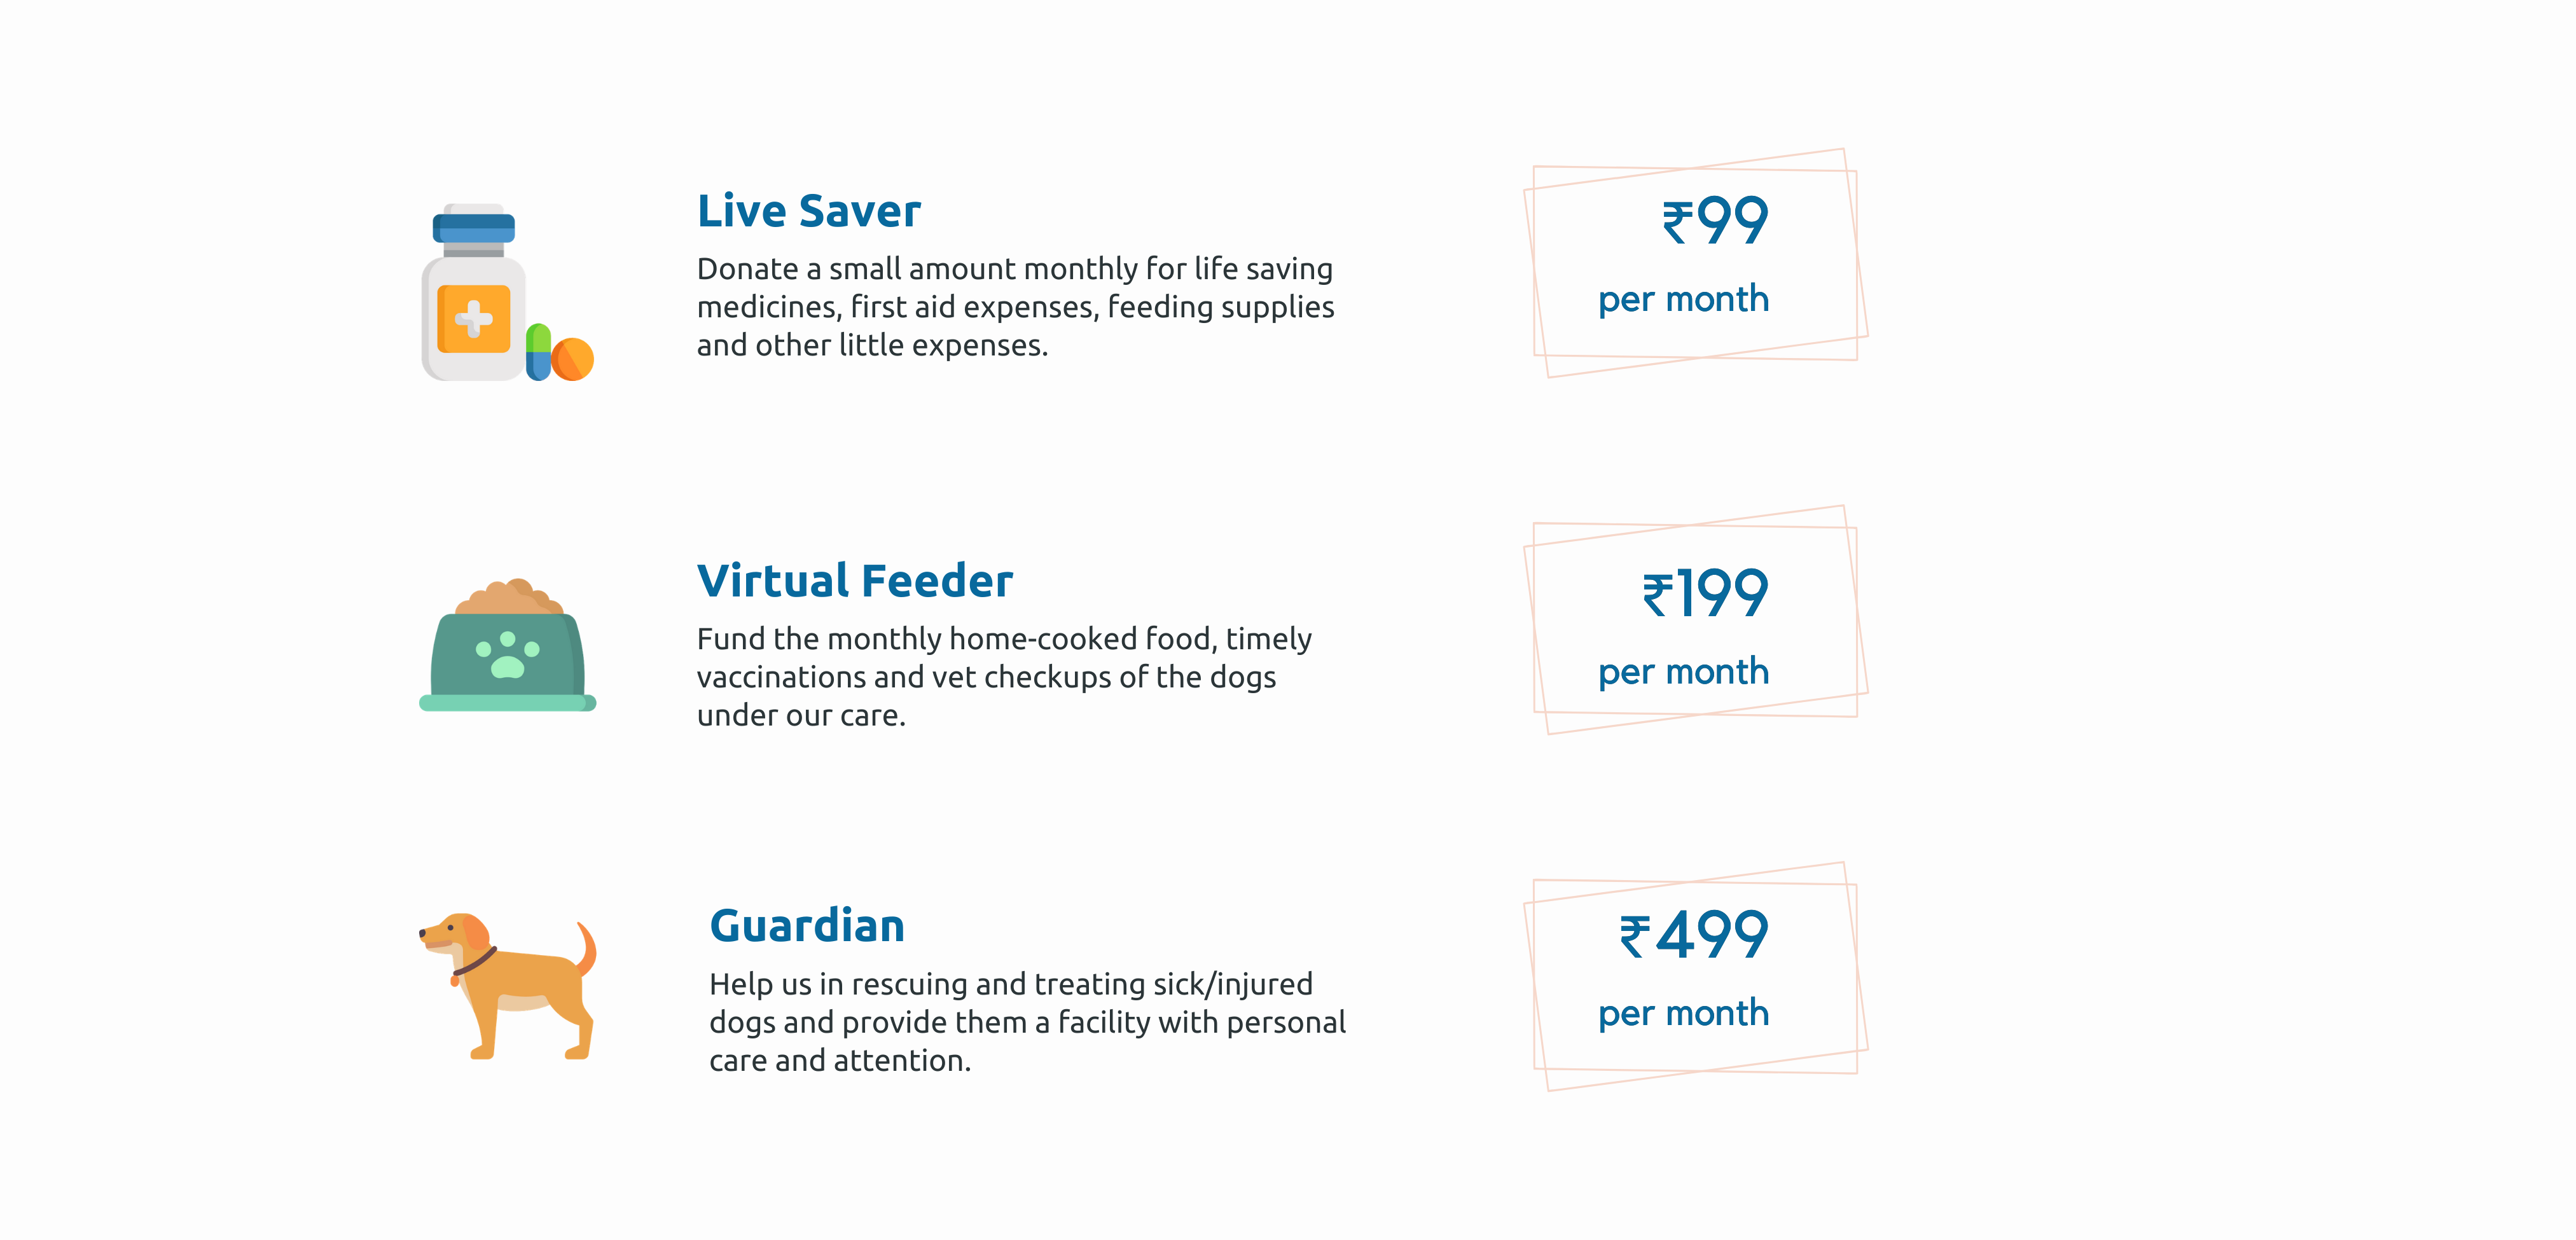 Live Saver
Donate a small amount monthly for life saving
medicines, first aid expenses, feeding supplies
and other little expenses.
₹99
per month
Virtual Feeder
Fund the monthly home-cooked food, timely
vaccinations and vet checkups of the dogs
under our care.
₹199
per month
Guardian
Help us in rescuing and treating sick/injured
dogs and provide them a facility with personal
care and attention.
₹499
per month